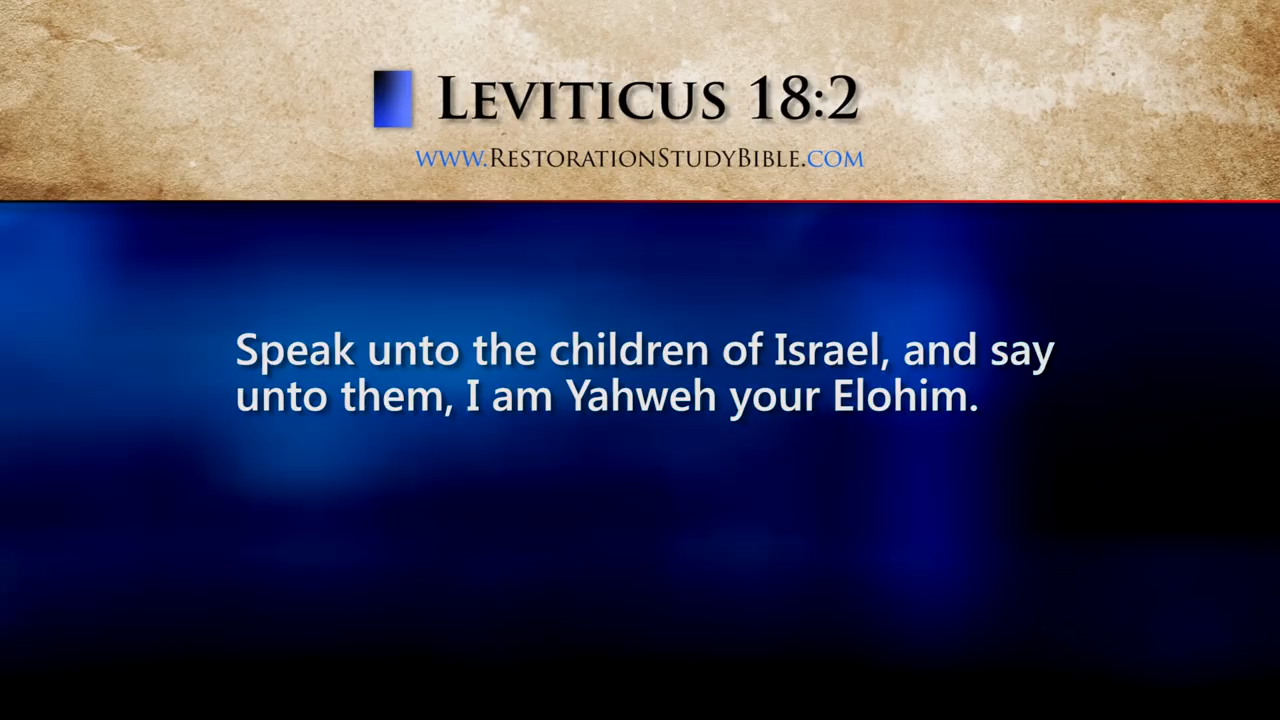 Leviticus 18:2
www.RestorationStudyBible.com
Speak unto the children of Israel, and say
unto them, I am Yahweh your Elohim.